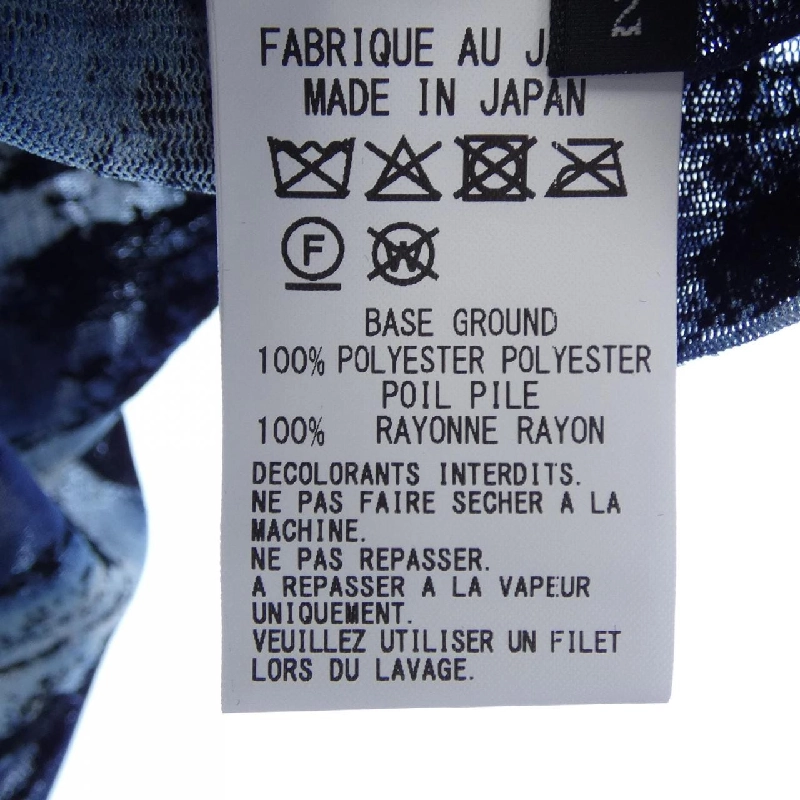 2
FABRIQUE AU
MADE IN JAPAN
F
W
BASE GROUND
100% POLYESTER POLYESTER
POIL PILE
100% RAYONNE RAYON
DECOLORANTS INTERDITS.
NE PAS FAIRE SECHER A LA
MACHINE.
NE PAS REPASSER.
A REPASSER A LA VAPEUR
UNIQUEMENT.
VEUILLEZ UTILISER UN FILET
LORS DU LAVAGE.